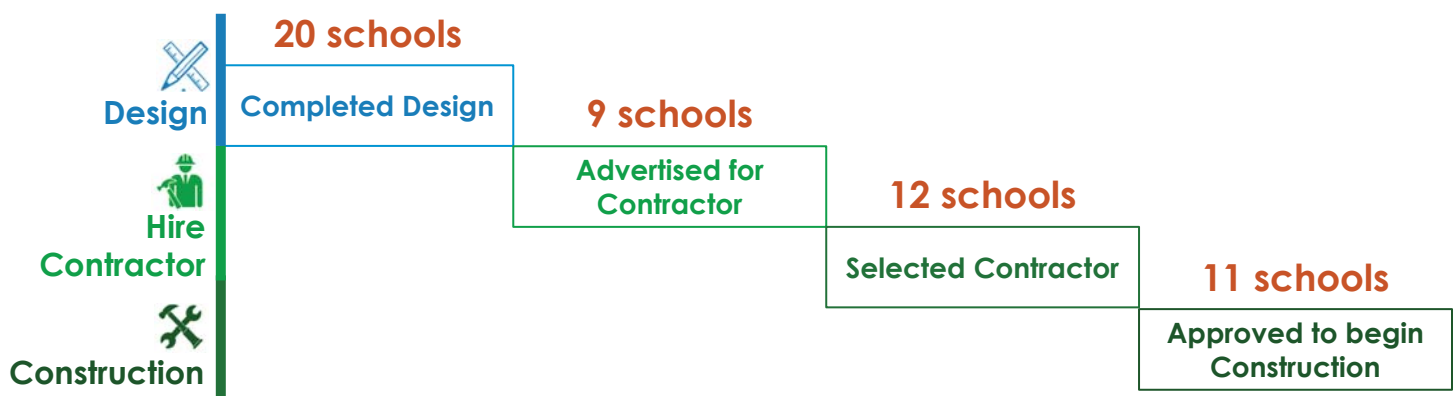 20 schools
Design
Completed Design
9 schools
Hire
Contractor
Advertised for
Contractor
12 schools
Selected Contractor
11 schools
Construction
Approved to begin
Construction